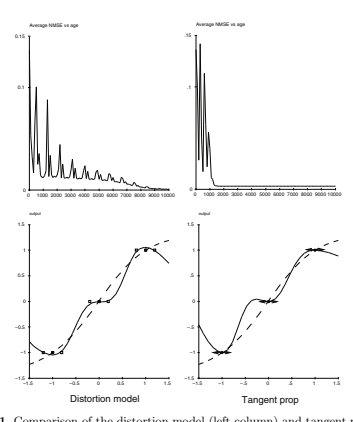 Average NMSE vs age
0.15
0.1
0
0 1000 2000 3000 4000 5000 6000 7000 8000 9000 10000
Average NMSE vs age
.15
.1
0
0 1000 2000 3000 4000 5000 6000 7000 8000 9000 10000
output
1.5
1
0.5
0
−0.5
−1
−1.5
−1.5 −1 −0.5 0 0.5 1 1.5
Distortion model
output
1.5
1
.5
0
−.5
−1
−1.5
−1.5 −1 −.5 0 .5 1 1.5
Tangent prop
1. Comparison of the distortion model (left column) and tangent